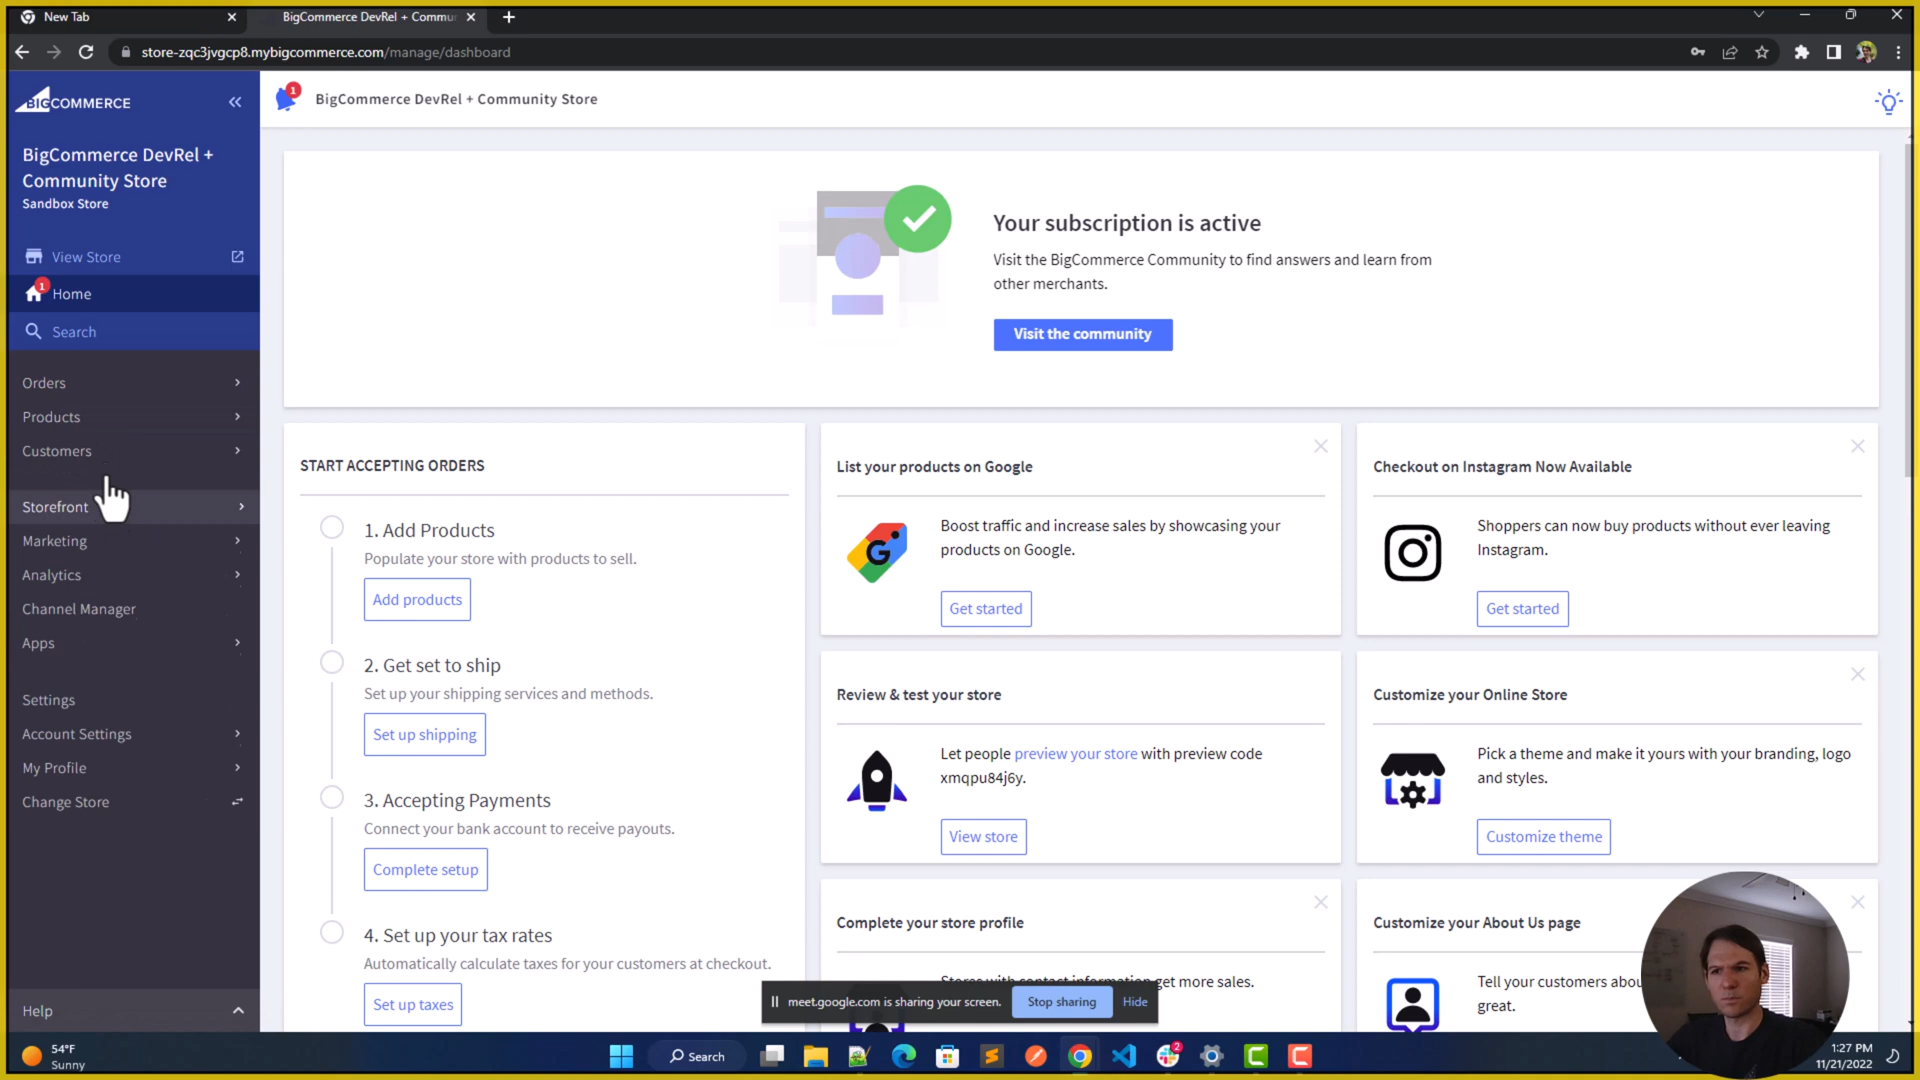 New Tab
BigCommerce DevRel + Commu
store-zqc3jvgcp8.mybigcommerce.com/manage/dashboard
BIGCOMMERCE
BigCommerce DevRel +
Community Store
Sandbox Store
View Store
1
Home
Search
Orders
Products
Customers
Storefront
Marketing
Analytics
Channel Manager
Apps
Settings
Account Settings
My Profile
Change Store
Help
1
BigCommerce DevRel + Community Store
Your subscription is active
Visit the BigCommerce Community to find answers and learn from
other merchants.
Visit the community
START ACCEPTING ORDERS
1. Add Products
Populate your store with products to sell.
Add products
2. Get set to ship
Set up your shipping services and methods.
Set up shipping
3. Accepting Payments
Connect your bank account to receive payouts.
Complete setup
4. Set up your tax rates
Automatically calculate taxes for your customers at checkout.
Set up taxes
List your products on Google
G
Boost traffic and increase sales by showcasing your
products on Google.
Get started
Checkout on Instagram Now Available
Shoppers can now buy products without ever leaving
Instagram.
Get started
Review & test your store
Let people preview your store with preview code
xmqpu84j6y.
View store
Customize your Online Store
Pick a theme and make it yours with your branding, logo
and styles.
Customize theme
Complete your store profile
Stores with contact information get more sales.
Customize your About Us page
Tell your customers abou
great.
meet.google.com is sharing your screen.
Stop sharing
Hide
54°F
Sunny
Search
2
1:27 PM
11/21/2022